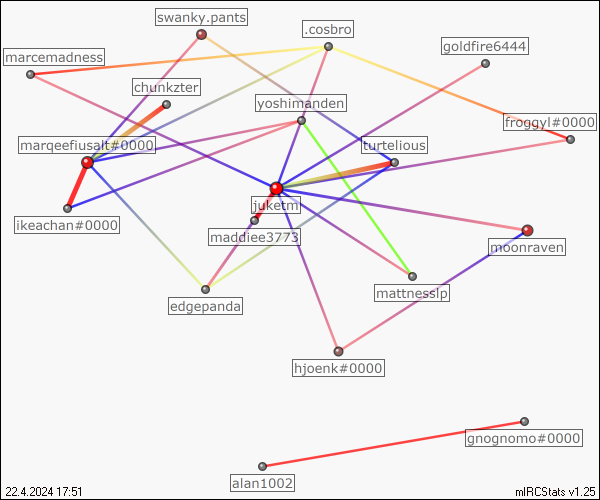 swanky.pants
.cosbro
goldfire6444
marcemadness
chunkzter
yoshimanden
froggyl#0000
marqeefiusalt#0000
turtelious
juketm
ikeachan#0000
maddiee3773
moonraven
edgepanda
mattnesslp
hjoenk#0000
gnognomo#0000
alan1002
22.4.2024 17:51
mIRCStats v1.25